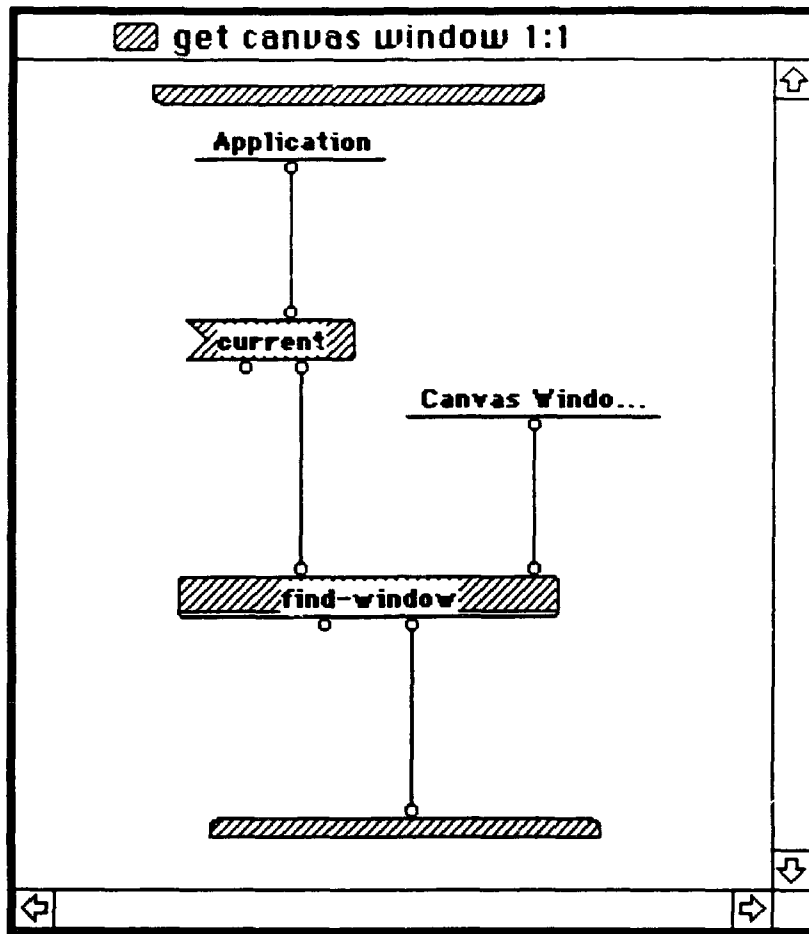 get canvas window 1:1
Application
current
Canvas Windo...
find-window